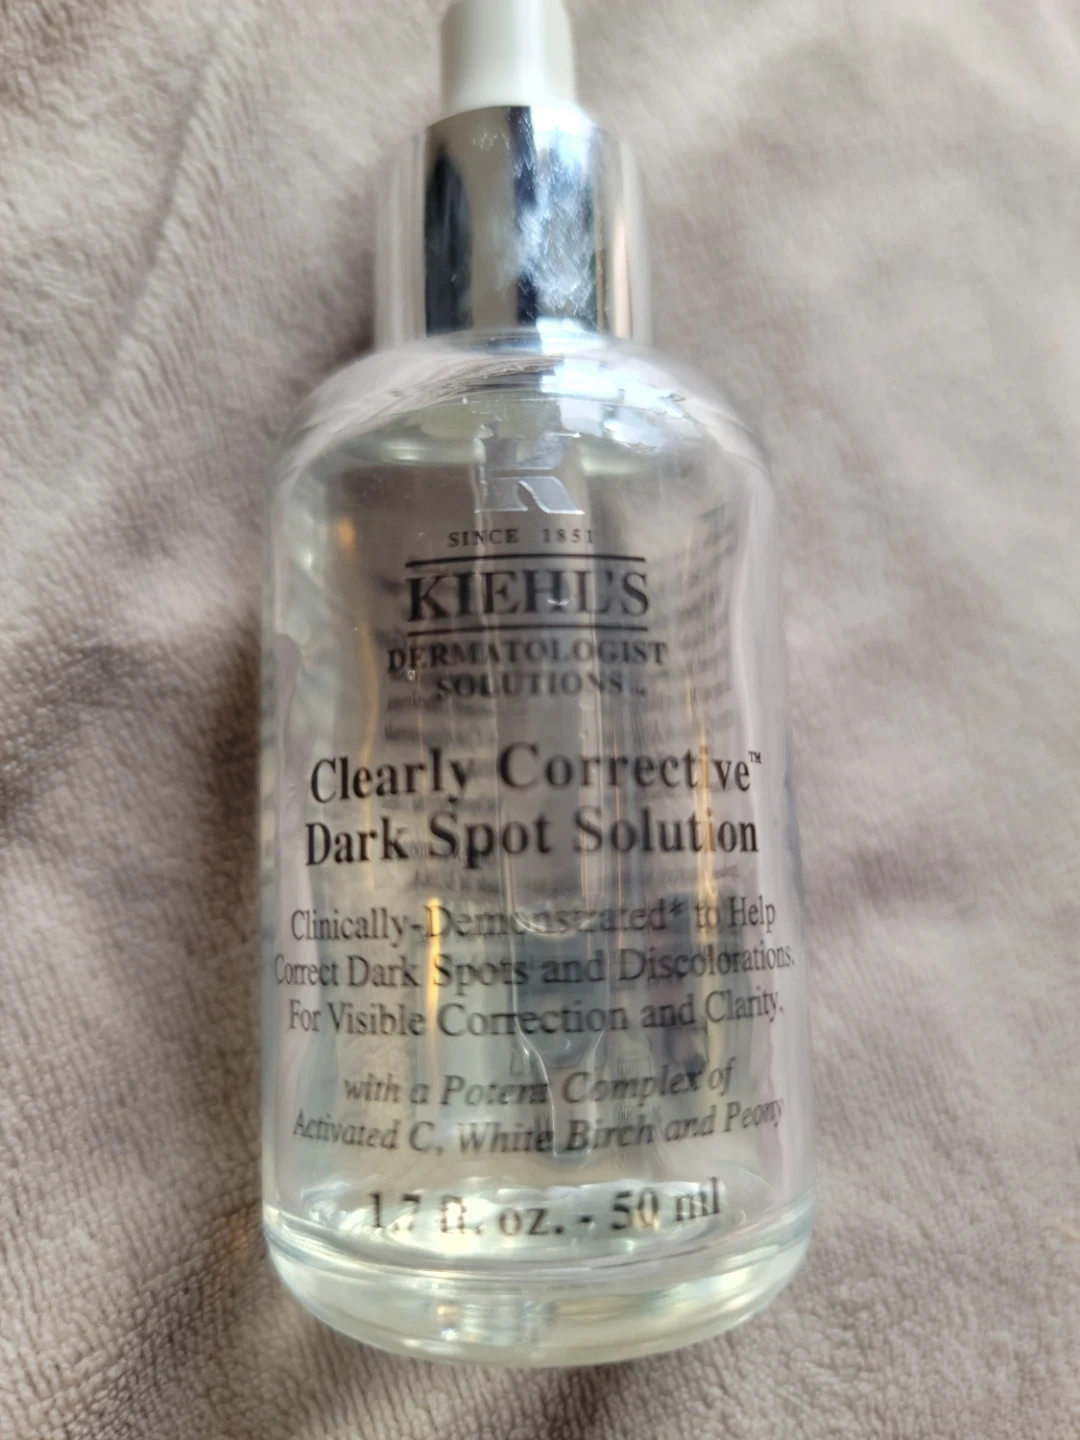 K
SINCE 1851
KIEHL'S
DERMATOLOGIST
SOLUTIONS™
Clearly Corrective™
Dark Spot Solution
Clinically-Demonstrated* to Help
Correct Dark Spots and Discolorations.
For Visible Correction and Clarity.
with a Potent Complex of
Activated C, White Birch and Peony
1.7 fl. oz. - 50 ml